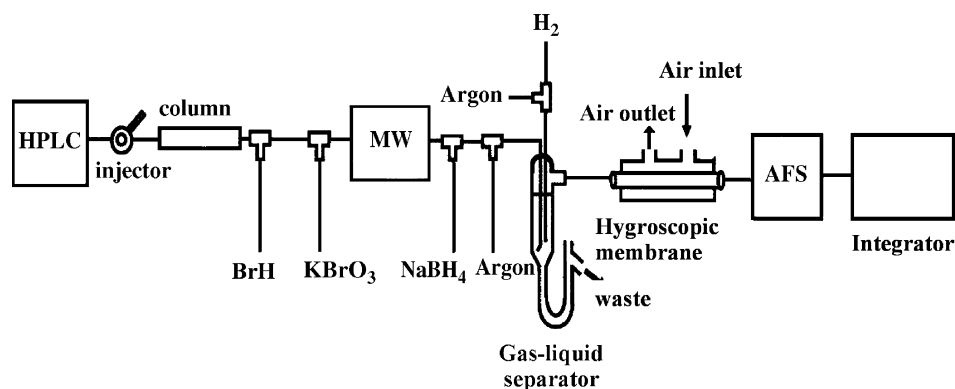 H₂
Air inlet
Argon
column
Air outlet
HPLC
MW
AFS
injector
Hygroscopic
membrane
Integrator
BrH
KBrO₃
NaBH₄
Argon
waste
Gas-liquid
separator